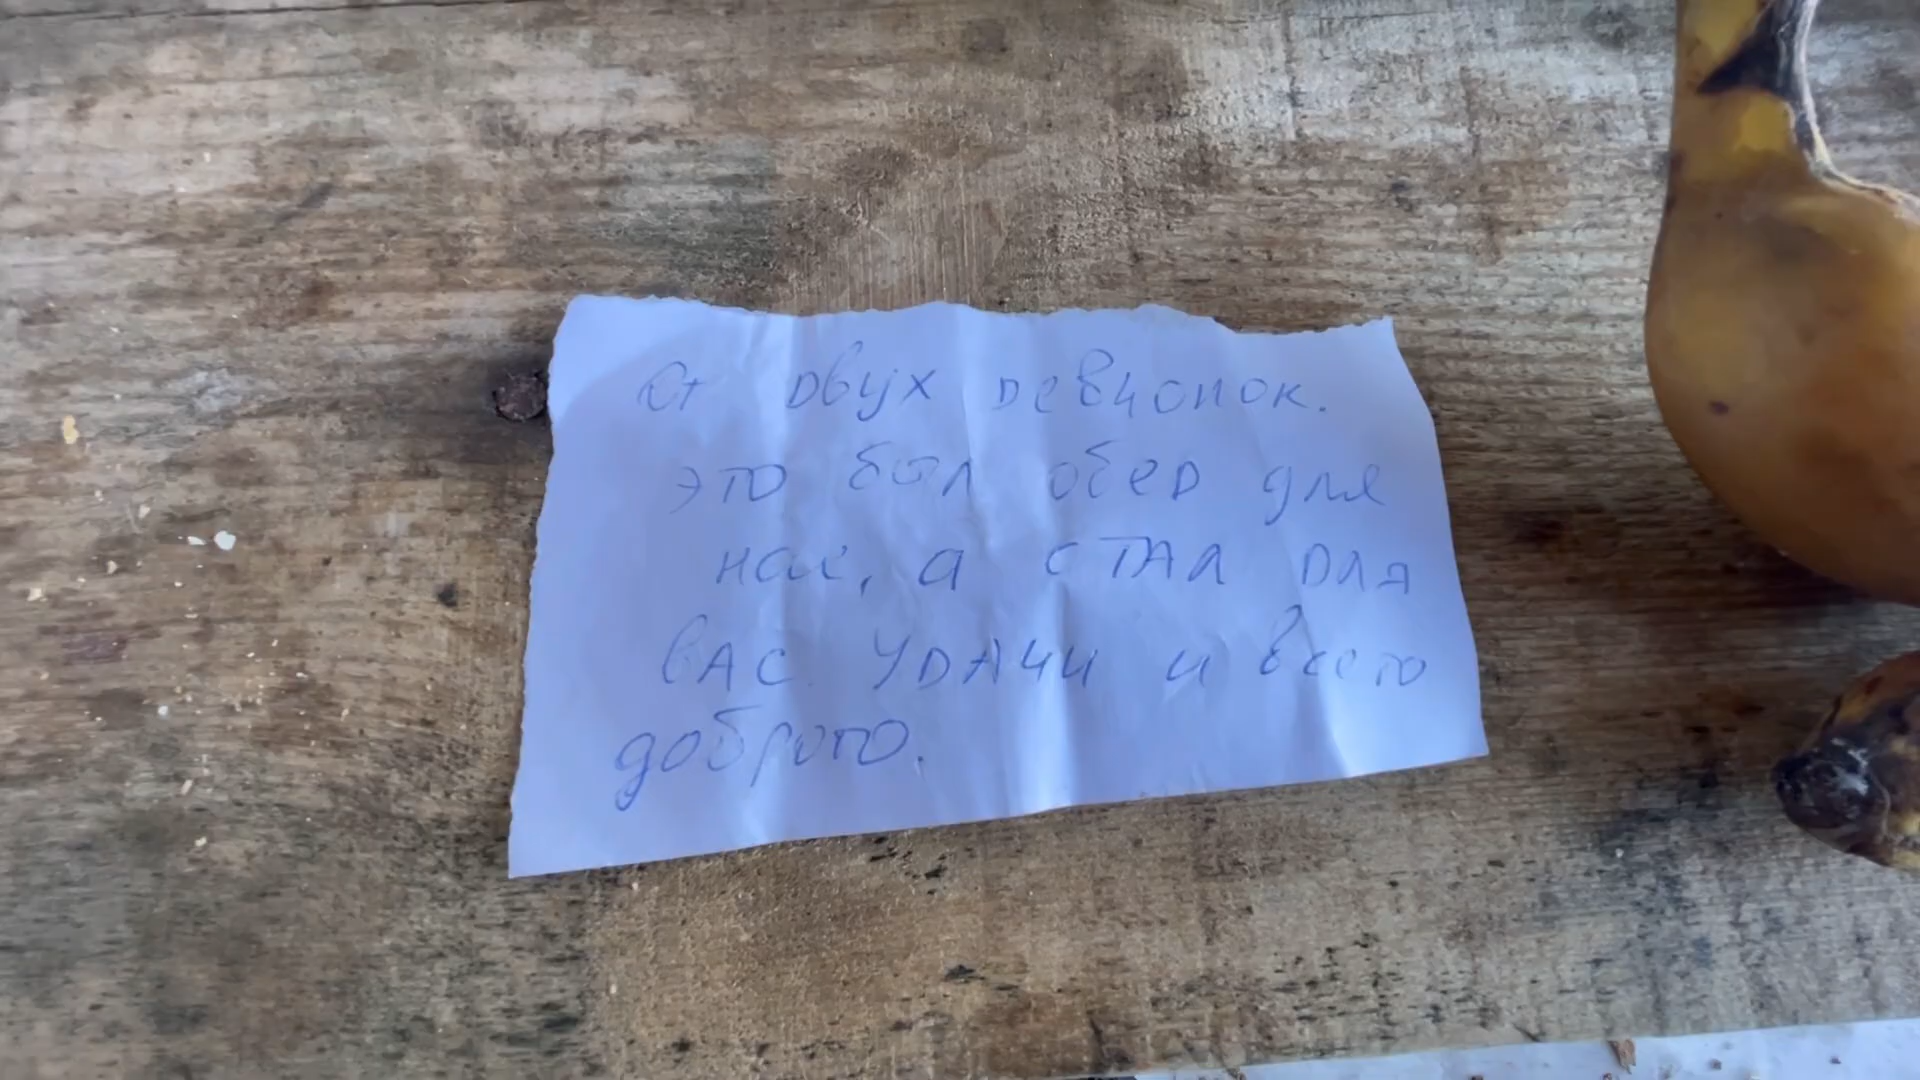 От двух девчонок.
это был обед для
нас, а стал для
вас удачи и всего
доброго.